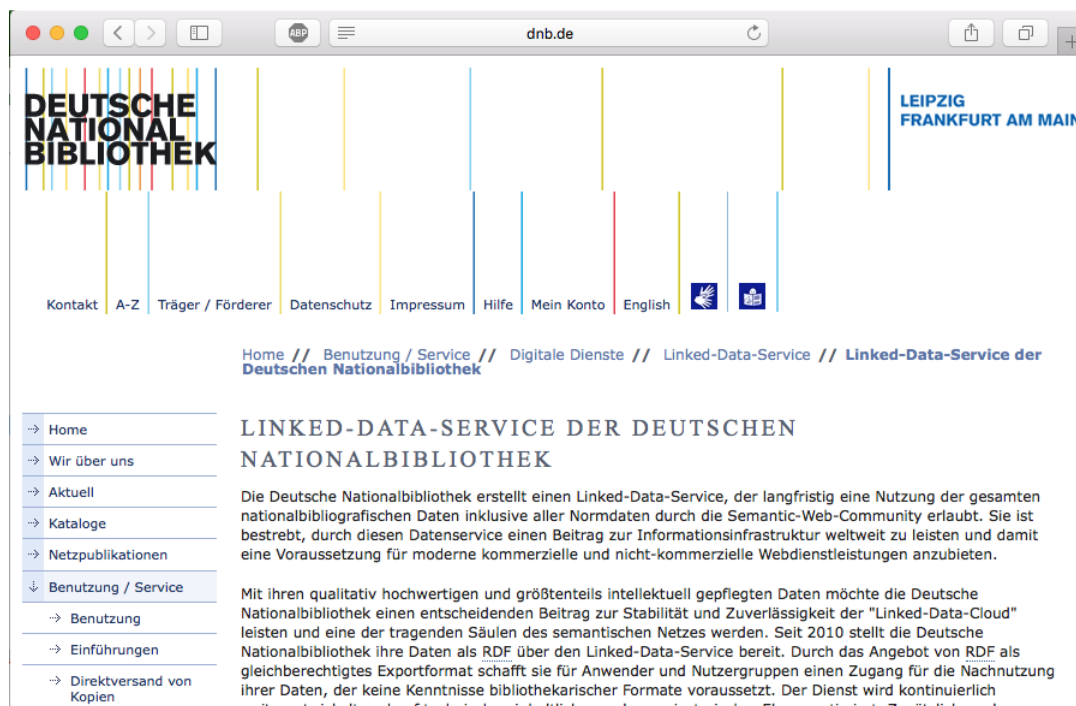 dnb.de
ABP
DEUTSCHE
NATIONAL
BIBLIOTHEK
LEIPZIG
FRANKFURT AM MAIN
Kontakt A-Z Träger / Förderer Datenschutz Impressum Hilfe Mein Konto English
Home // Benutzung / Service // Digitale Dienste // Linked-Data-Service // Linked-Data-Service der
Deutschen Nationalbibliothek
Home
Wir über uns
Aktuell
Kataloge
Netzpublikationen
Benutzung / Service
Benutzung
Einführungen
Direktversand von
Kopien
LINKED-DATA-SERVICE DER DEUTSCHEN
NATIONALBIBLIOTHEK
Die Deutsche Nationalbibliothek erstellt einen Linked-Data-Service, der langfristig eine Nutzung der gesamten
nationalbibliografischen Daten inklusive aller Normdaten durch die Semantic-Web-Community erlaubt. Sie ist
bestrebt, durch diesen Datenservice einen Beitrag zur Informationsinfrastruktur weltweit zu leisten und damit
eine Voraussetzung für moderne kommerzielle und nicht-kommerzielle Webdienstleistungen anzubieten.
Mit ihren qualitativ hochwertigen und größtenteils intellektuell gepflegten Daten möchte die Deutsche
Nationalbibliothek einen entscheidenden Beitrag zur Stabilität und Zuverlässigkeit der "Linked-Data-Cloud"
leisten und eine der tragenden Säulen des semantischen Netzes werden. Seit 2010 stellt die Deutsche
Nationalbibliothek ihre Daten als RDF über den Linked-Data-Service bereit. Durch das Angebot von RDF als
gleichberechtigtes Exportformat schafft sie für Anwender und Nutzergruppen einen Zugang für die Nachnutzung
ihrer Daten, der keine Kenntnisse bibliothekarischer Formate voraussetzt. Der Dienst wird kontinuierlich